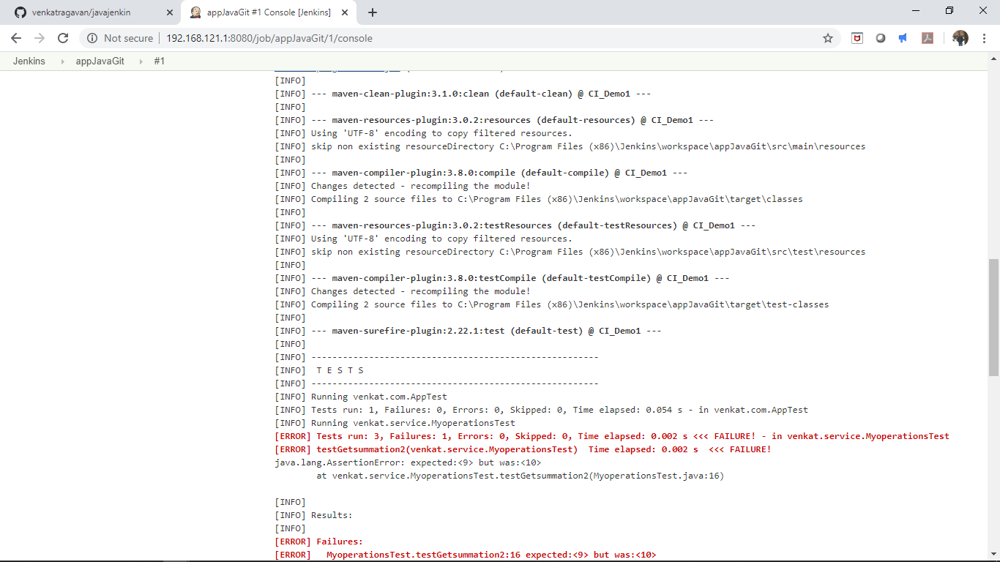 venkatragavan/javajenkin
appJavaGit #1 Console [Jenkins]
Not secure
192.168.121.1:8080/job/appJavaGit/1/console
Jenkins
appJavaGit
#1
[INFO]
[INFO] --- maven-clean-plugin:3.1.0:clean (default-clean) @ CI_Demo1 ---
[INFO]
[INFO] --- maven-resources-plugin:3.0.2:resources (default-resources) @ CI_Demo1 ---
[INFO] Using 'UTF-8' encoding to copy filtered resources.
[INFO] skip non existing resourceDirectory C:\Program Files (x86)\Jenkins\workspace\appJavaGit\src\main\resources
[INFO]
[INFO] --- maven-compiler-plugin:3.8.0:compile (default-compile) @ CI_Demo1 ---
[INFO] Changes detected - recompiling the module!
[INFO] Compiling 2 source files to C:\Program Files (x86)\Jenkins\workspace\appJavaGit\target\classes
[INFO]
[INFO] --- maven-resources-plugin:3.0.2:testResources (default-testResources) @ CI_Demo1 ---
[INFO] Using 'UTF-8' encoding to copy filtered resources.
[INFO] skip non existing resourceDirectory C:\Program Files (x86)\Jenkins\workspace\appJavaGit\src\test\resources
[INFO]
[INFO] --- maven-compiler-plugin:3.8.0:testCompile (default-testCompile) @ CI_Demo1 ---
[INFO] Changes detected - recompiling the module!
[INFO] Compiling 2 source files to C:\Program Files (x86)\Jenkins\workspace\appJavaGit\target\test-classes
[INFO]
[INFO] --- maven-surefire-plugin:2.22.1:test (default-test) @ CI_Demo1 ---
[INFO]
[INFO] -------------------------------------------------------
[INFO]  T E S T S
[INFO] -------------------------------------------------------
[INFO] Running venkat.com.AppTest
[INFO] Tests run: 1, Failures: 0, Errors: 0, Skipped: 0, Time elapsed: 0.054 s - in venkat.com.AppTest
[INFO] Running venkat.service.MyoperationsTest
[ERROR] Tests run: 3, Failures: 1, Errors: 0, Skipped: 0, Time elapsed: 0.002 s <<< FAILURE! - in venkat.service.MyoperationsTest
[ERROR] testGetsummation2(venkat.service.MyoperationsTest)  Time elapsed: 0.002 s  <<< FAILURE!
java.lang.AssertionError: expected:<9> but was:<10>
at venkat.service.MyoperationsTest.testGetsummation2(MyoperationsTest.java:16)
[INFO]
[INFO] Results:
[INFO]
[ERROR] Failures:
[ERROR]   MyoperationsTest.testGetsummation2:16 expected:<9> but was:<10>